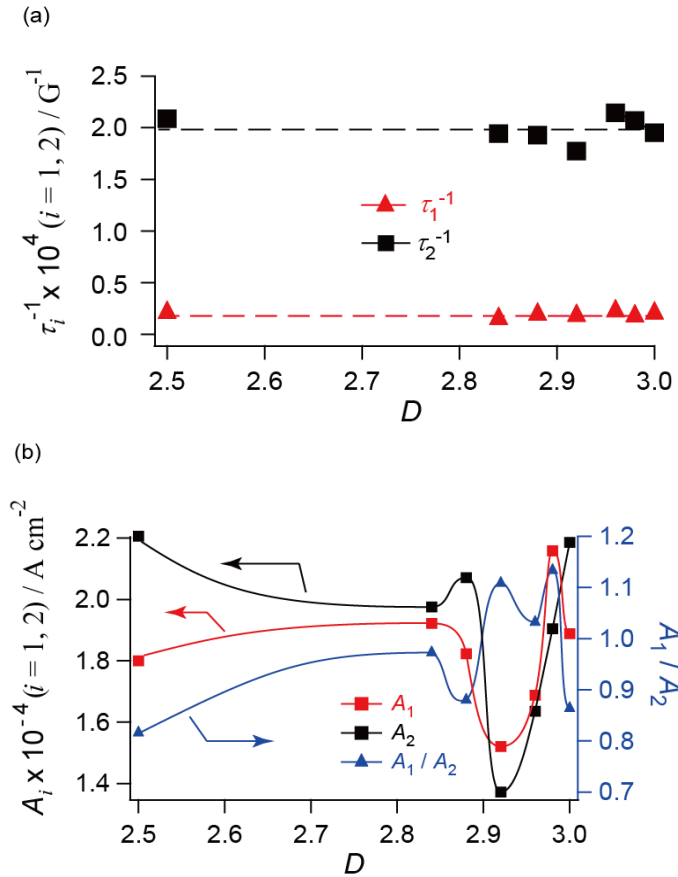 (a)
τi-1 x 104 (i = 1, 2) / G-1
2.5
2.0
1.5
1.0
0.5
0.0
τ1-1
τ2-1
2.5 2.6 2.7 2.8 2.9 3.0
D
(b)
Ai x 10-4 (i = 1, 2) / A cm-2
2.2
2.0
1.8
1.6
1.4
A1
A2
A1 / A2
1.2
1.1
1.0
0.9
0.8
0.7
A1 / A2
2.5 2.6 2.7 2.8 2.9 3.0
D